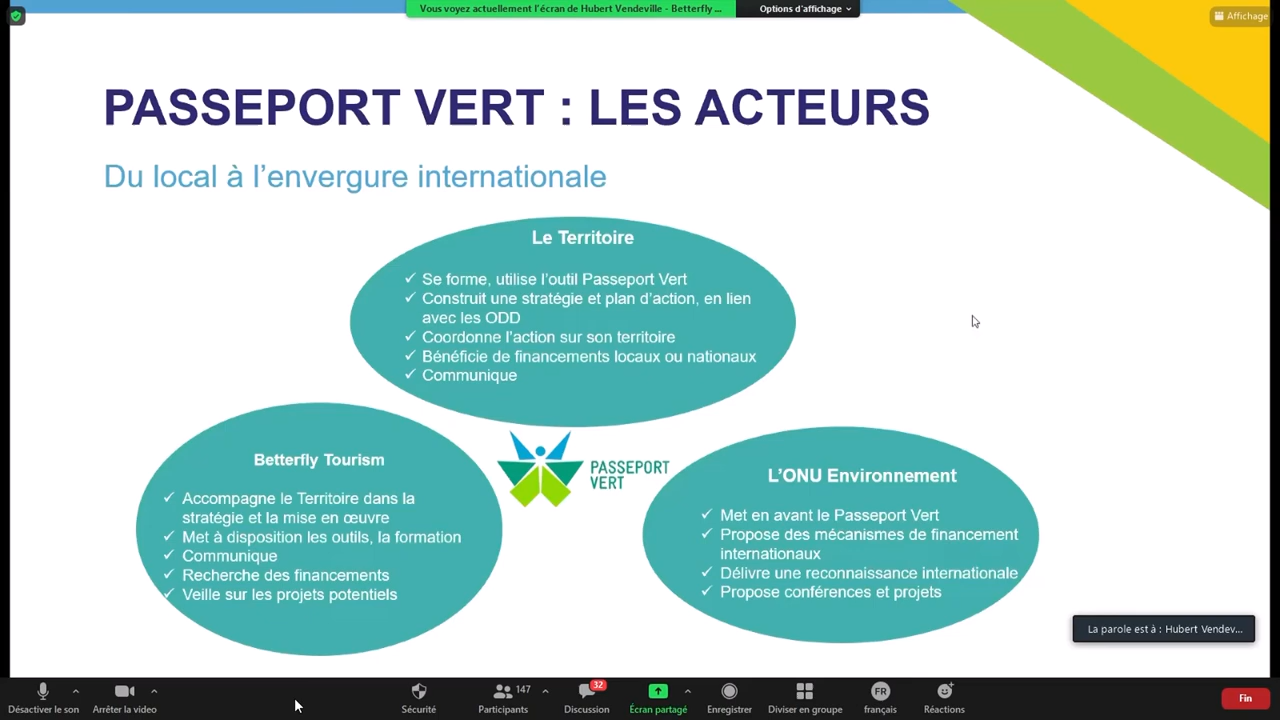 Vous voyez actuellement l'écran de Hubert Vendeville - Betterfly ...
Options d'affichage
Affichage
PASSEPORT VERT : LES ACTEURS
Du local à l’envergure internationale
Le Territoire
✓ Se forme, utilise l’outil Passeport Vert
✓ Construit une stratégie et plan d’action, en lien
avec les ODD
✓ Coordonne l’action sur son territoire
✓ Bénéficie de financements locaux ou nationaux
✓ Communique
Betterfly Tourism
✓ Accompagne le Territoire dans la
stratégie et la mise en œuvre
✓ Met à disposition les outils, la formation
✓ Communique
✓ Recherche des financements
✓ Veille sur les projets potentiels
PASSEPORT
VERT
L’ONU Environnement
✓ Met en avant le Passeport Vert
✓ Propose des mécanismes de financement
internationaux
✓ Délivre une reconnaissance internationale
✓ Propose conférences et projets
La parole est à : Hubert Vendev...
Désactiver le son
Arrêter la video
Sécurité
147
Participants
32
Discussion
Écran partagé
Enregistrer
Diviser en groupe
FR
français
Réactions
Fin